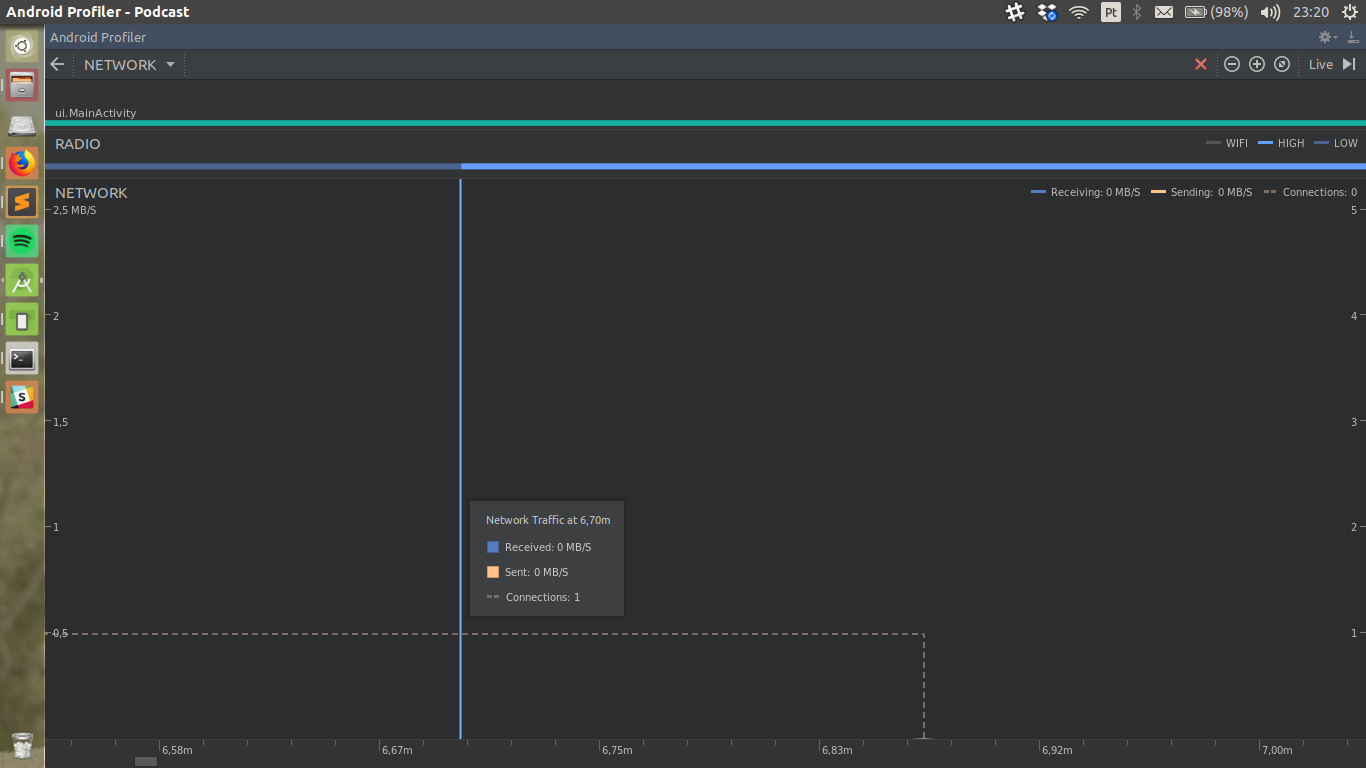 Android Profiler - Podcast
Pt
(98%)
23:20
Android Profiler
NETWORK
Live
ui.MainActivity
RADIO
WIFI HIGH LOW
NETWORK
Receiving: 0 MB/S Sending: 0 MB/S Connections: 0
2,5 MB/S
5
2
4
1,5
3
1
2
Network Traffic at 6,70m
Received: 0 MB/S
Sent: 0 MB/S
Connections: 1
0,5
1
6,58m 6,67m 6,75m 6,83m 6,92m 7,00m
S